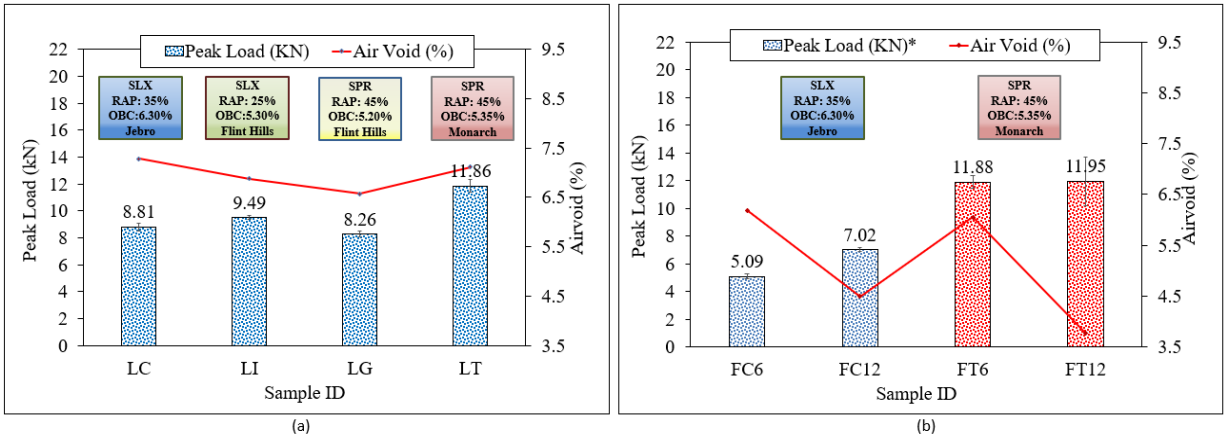 Peak Load (KN) Air Void (%)
22
20
18
16
14
12
10
8
6
4
2
0
Peak Load (kN)
SLX
RAP: 35%
OBC:6.30%
Jebro
SLX
RAP: 25%
OBC:5.30%
Flint Hills
SPR
RAP: 45%
OBC:5.20%
Flint Hills
SPR
RAP: 45%
OBC:5.35%
Monarch
8.81
9.49
8.26
11.86
9.5
8.5
7.5
6.5
5.5
4.5
3.5
Airvoid (%)
LC LI LG LT
Sample ID
(a)
Peak Load (KN)* Air Void (%)
22
20
18
16
14
12
10
8
6
4
2
0
Peak Load (kN)
SLX
RAP: 35%
OBC:6.30%
Jebro
SPR
RAP: 45%
OBC:5.35%
Monarch
5.09
7.02
11.88
11.95
9.5
8.5
7.5
6.5
5.5
4.5
3.5
Airvoid (%)
FC6 FC12 FT6 FT12
Sample ID
(b)